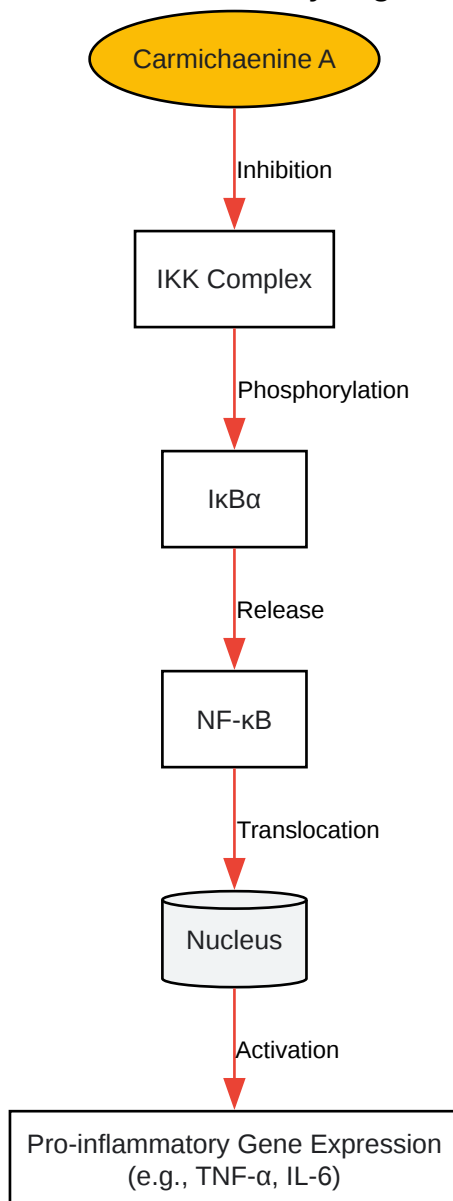 Carmichaenine A
Inhibition
IKK Complex
Phosphorylation
IκBα
Release
NF-κB
Translocation
Nucleus
Activation
Pro-inflammatory Gene Expression
(e.g., TNF-α, IL-6)